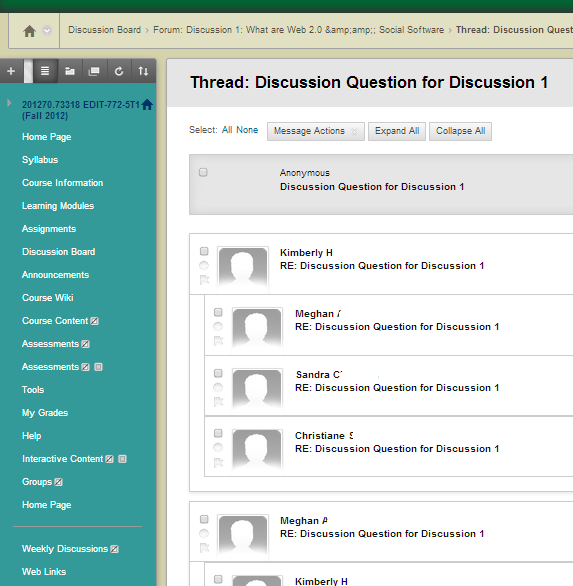 Discussion Board › Forum: Discussion 1: What are Web 2.0 &amp;amp;; Social Software › Thread: Discussion Quest
201270.73318 EDIT-772-5T1
(Fall 2012)
Home Page
Syllabus
Course Information
Learning Modules
Assignments
Discussion Board
Announcements
Course Wiki
Course Content
Assessments
Assessments
Tools
My Grades
Help
Interactive Content
Groups
Home Page
Weekly Discussions
Web Links
Thread: Discussion Question for Discussion 1
Select: All None Message Actions Expand All Collapse All
Anonymous
Discussion Question for Discussion 1
Kimberly H
RE: Discussion Question for Discussion 1
Meghan
RE: Discussion Question for Discussion 1
Sandra C
RE: Discussion Question for Discussion 1
Christiane S
RE: Discussion Question for Discussion 1
Meghan A
RE: Discussion Question for Discussion 1
Kimberly H